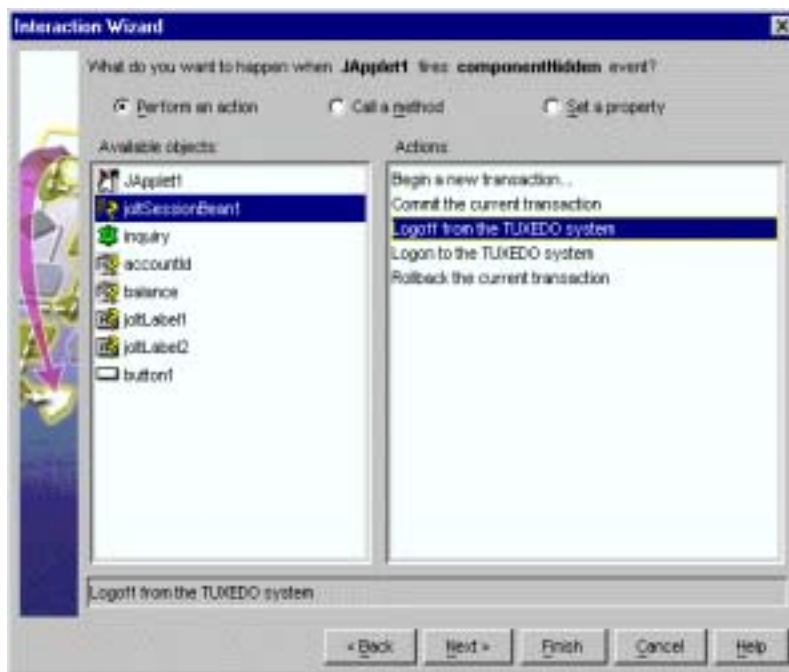 Interaction Wizard
What do you want to happen when JApplet1 fires componentHidden event?
Perform an action
Call a method
Set a property
Available objects:
JApplet1
joltSessionBean1
inquiry
accountId
balance
joltLabel1
joltLabel2
button1
Actions:
Begin a new transaction...
Commit the current transaction
Logoff from the TUXEDO system
Logon to the TUXEDO system
Rollback the current transaction
Logoff from the TUXEDO system
« Back
Next »
Finish
Cancel
Help